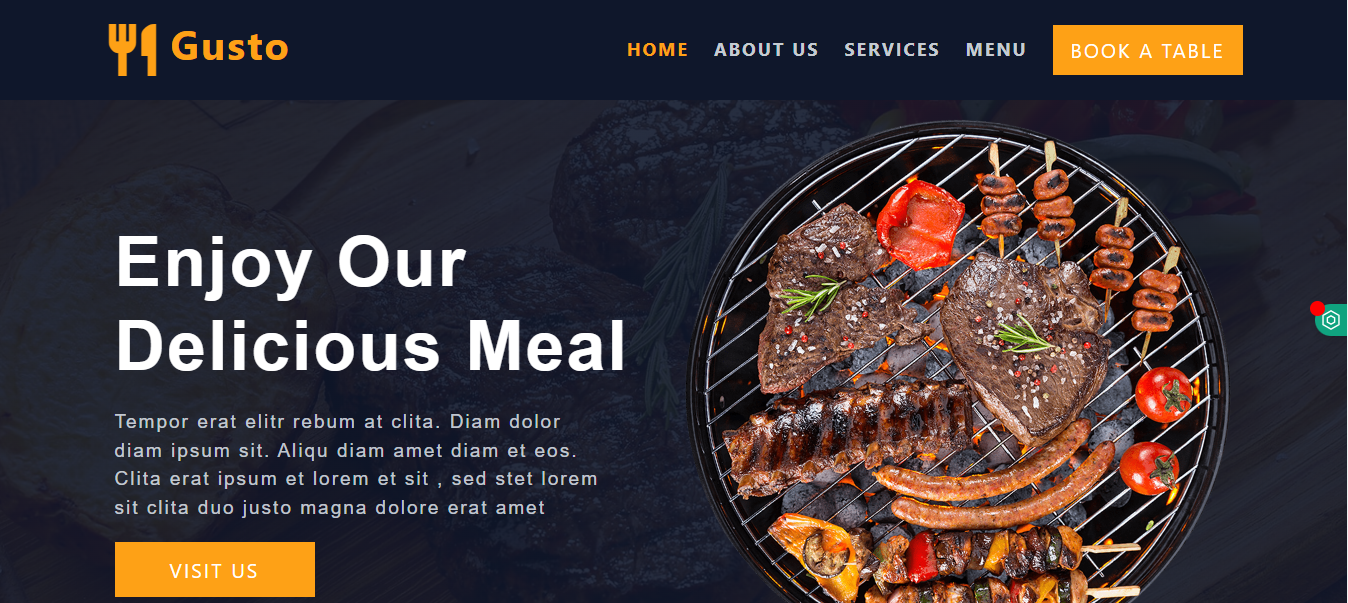 Gusto
HOME ABOUT US SERVICES MENU BOOK A TABLE
Enjoy Our
Delicious Meal
Tempor erat elitr rebum at clita. Diam dolor
diam ipsum sit. Aliqu diam amet diam et eos.
Clita erat ipsum et lorem et sit , sed stet lorem
sit clita duo justo magna dolore erat amet
VISIT US